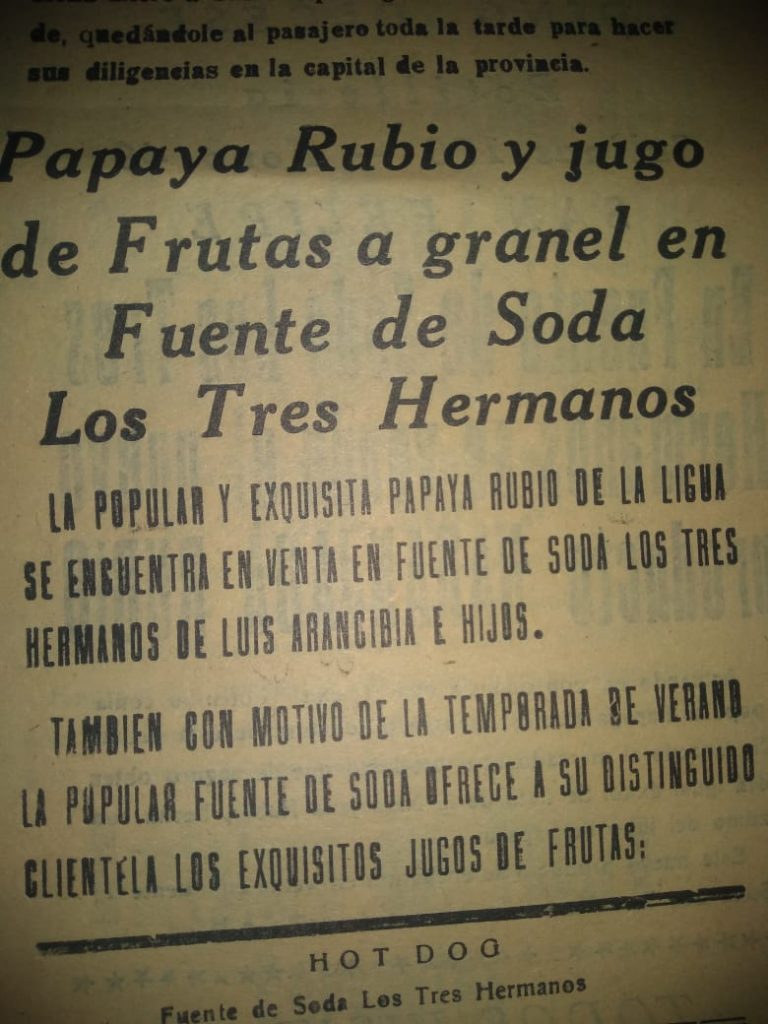 de, quedándole al pasajero toda la tarde para hacer
sus diligencias en la capital de la provincia.
Papaya Rubio y jugo
de Frutas a granel en
Fuente de Soda
Los Tres Hermanos
LA POPULAR Y EXQUISITA PAPAYA RUBIO DE LA LIGUA
SE ENCUENTRA EN VENTA EN FUENTE DE SODA LOS TRES
HERMANOS DE LUIS ARANCIBIA E HIJOS.
TAMBIEN CON MOTIVO DE LA TEMPORADA DE VERANO
LA POPULAR FUENTE DE SODA OFRECE A SU DISTINGUIDO
CLIENTELA LOS EXQUISITOS JUGOS DE FRUTAS:
HOT DOG
Fuente de Soda Los Tres Hermanos